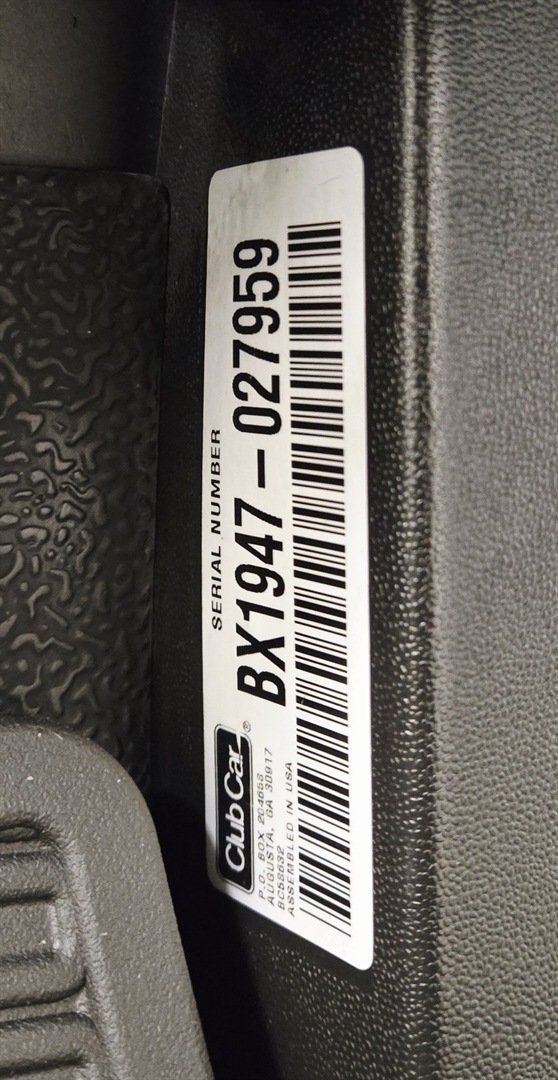 SERIAL NUMBER
BX1947-027959
Club Car®
P.O. BOX 204658
AUGUSTA, GA 30917
ASSEMBLED IN USA